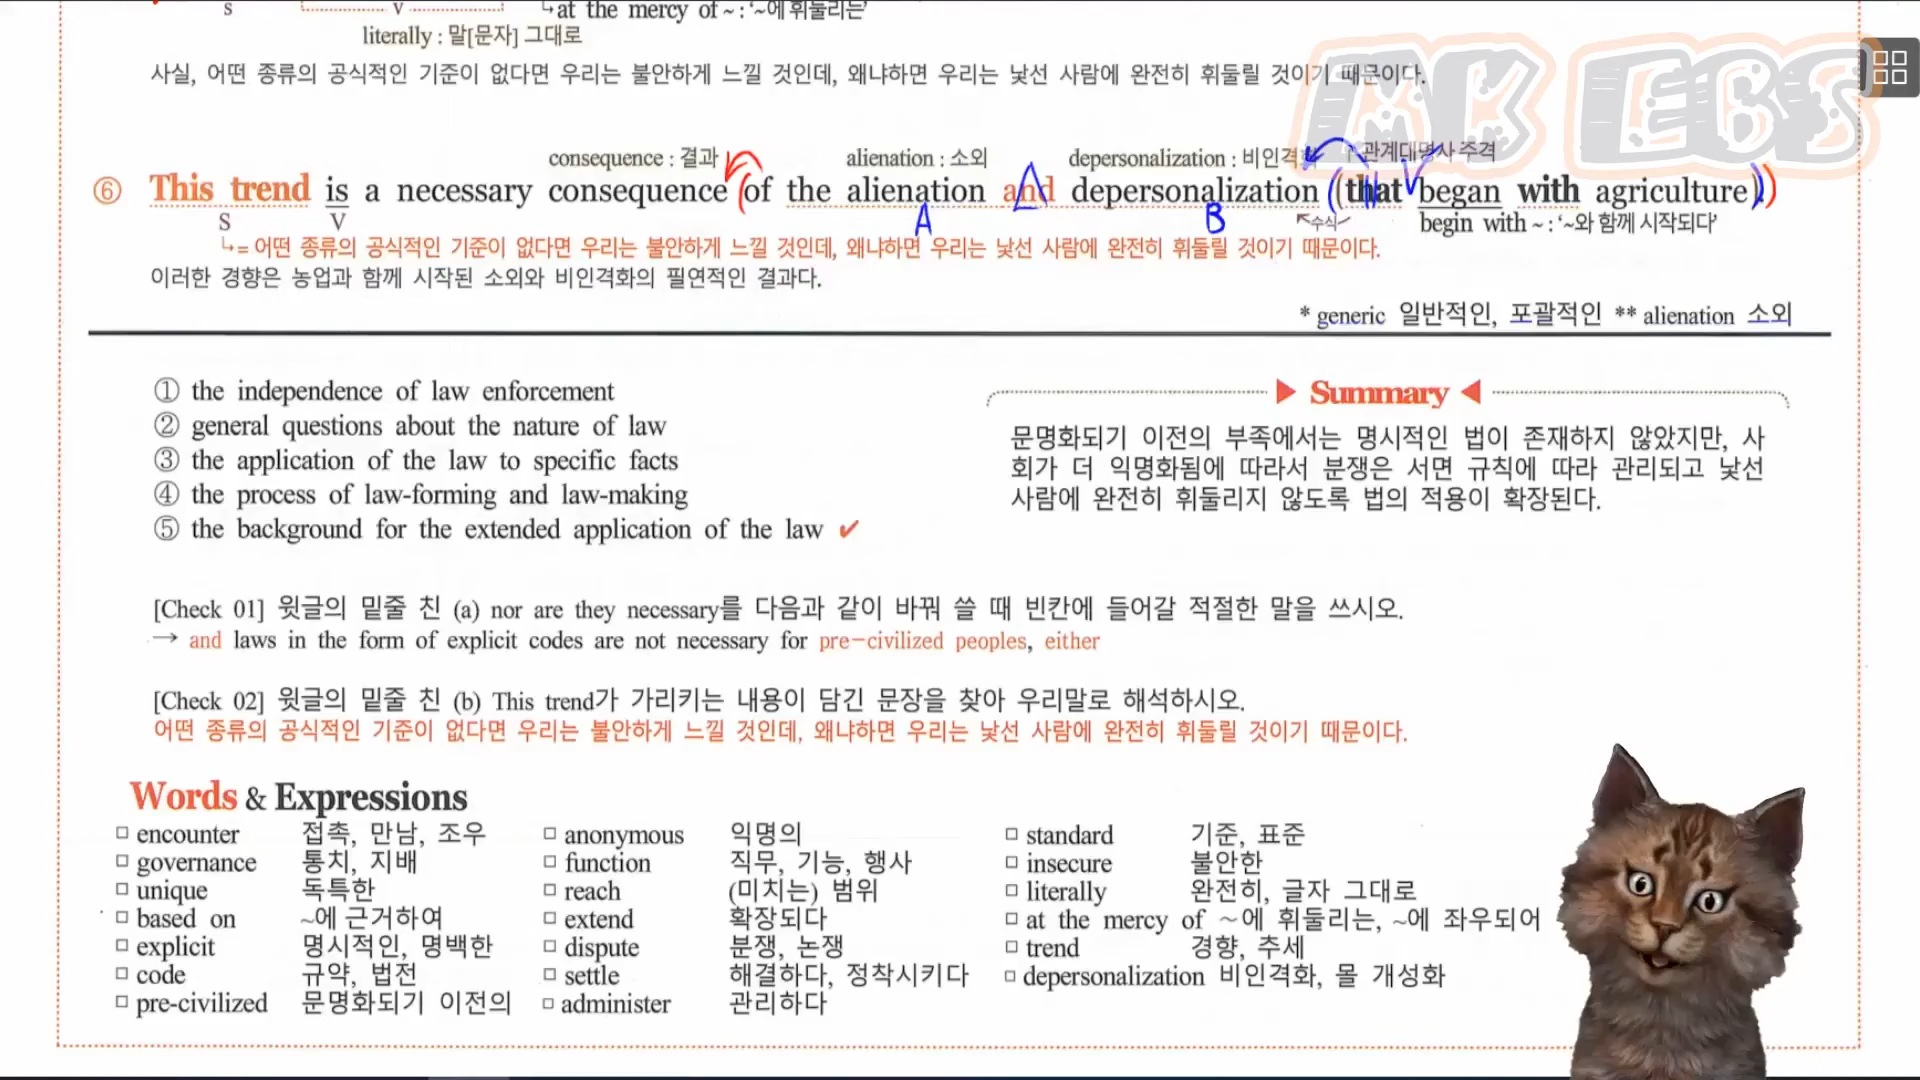 S V ↳at the mercy of ~ : ‘~에 휘둘리는’
literally : 말[문자] 그대로
사실, 어떤 종류의 공식적인 기준이 없다면 우리는 불안하게 느낄 것인데, 왜냐하면 우리는 낯선 사람에 완전히 휘둘릴 것이기 때문이다.
MK EBS
consequence : 결과 alienation : 소외 depersonalization : 비인격화 관계대명사 주격
⑥ This trend is a necessary consequence (of the alienation and depersonalization ((that began with agriculture))
S V A B 수식 begin with ~ : ‘~와 함께 시작되다’
↳= 어떤 종류의 공식적인 기준이 없다면 우리는 불안하게 느낄 것인데, 왜냐하면 우리는 낯선 사람에 완전히 휘둘릴 것이기 때문이다.
이러한 경향은 농업과 함께 시작된 소외와 비인격화의 필연적인 결과다.
* generic 일반적인, 포괄적인 ** alienation 소외
① the independence of law enforcement
② general questions about the nature of law
③ the application of the law to specific facts
④ the process of law-forming and law-making
⑤ the background for the extended application of the law ✔
▶ Summary ◀
문명화되기 이전의 부족에서는 명시적인 법이 존재하지 않았지만, 사
회가 더 익명화됨에 따라서 분쟁은 서면 규칙에 따라 관리되고 낯선
사람에 완전히 휘둘리지 않도록 법의 적용이 확장된다.
[Check 01] 윗글의 밑줄 친 (a) nor are they necessary를 다음과 같이 바꿔 쓸 때 빈칸에 들어갈 적절한 말을 쓰시오.
→ and laws in the form of explicit codes are not necessary for pre-civilized peoples, either
[Check 02] 윗글의 밑줄 친 (b) This trend가 가리키는 내용이 담긴 문장을 찾아 우리말로 해석하시오.
어떤 종류의 공식적인 기준이 없다면 우리는 불안하게 느낄 것인데, 왜냐하면 우리는 낯선 사람에 완전히 휘둘릴 것이기 때문이다.
Words & Expressions
□ encounter 접촉, 만남, 조우 □ anonymous 익명의 □ standard 기준, 표준
□ governance 통치, 지배 □ function 직무, 기능, 행사 □ insecure 불안한
□ unique 독특한 □ reach (미치는) 범위 □ literally 완전히, 글자 그대로
□ based on ~에 근거하여 □ extend 확장되다 □ at the mercy of ~에 휘둘리는, ~에 좌우되어
□ explicit 명시적인, 명백한 □ dispute 분쟁, 논쟁 □ trend 경향, 추세
□ code 규약, 법전 □ settle 해결하다, 정착시키다 □ depersonalization 비인격화, 몰 개성화
□ pre-civilized 문명화되기 이전의 □ administer 관리하다